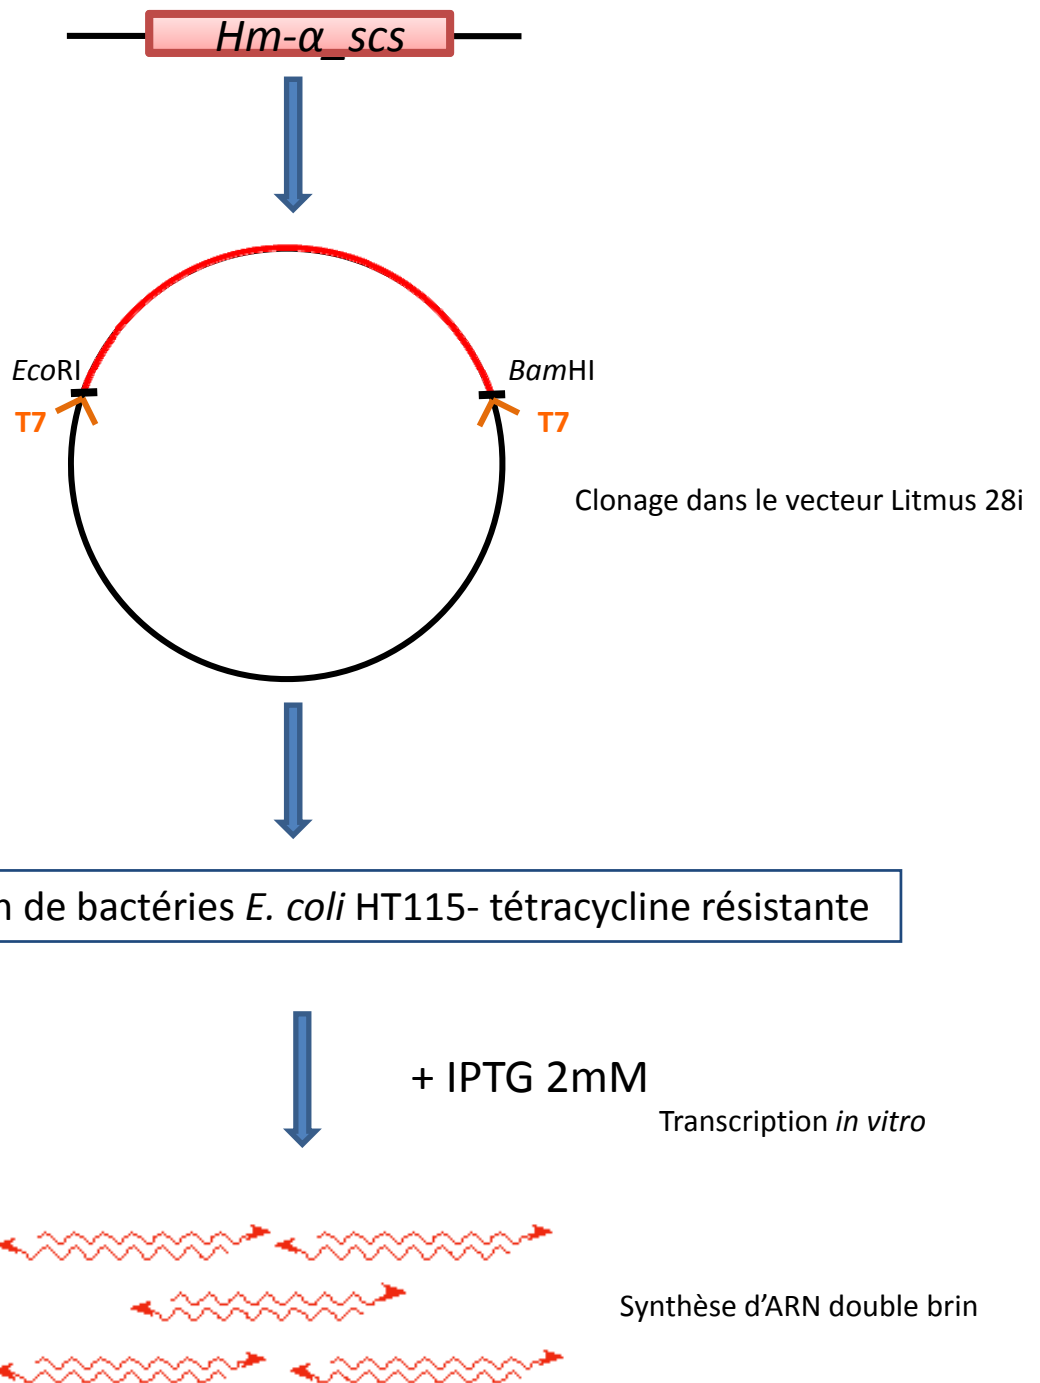 Hm-α_scs
EcoRI
BamHI
T7
T7
Clonage dans le vecteur Litmus 28i
de bactéries E. coli HT115- tétracycline résistante
+ IPTG 2mM
Transcription in vitro
Synthèse d'ARN double brin